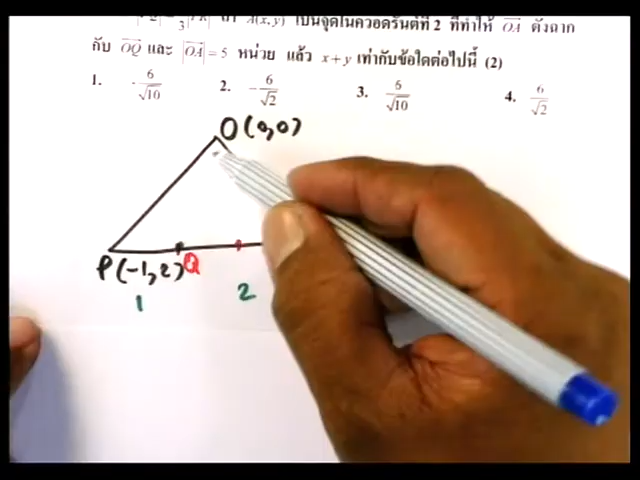 A(x, y) เป็นจุดในควอดรันต์ที่ 2 ที่ทำให้ OA ตั้งฉาก
กับ OQ และ |OA| = 5 หน่วย แล้ว x+y เท่ากับข้อใดต่อไปนี้ (2)
1. -6/√10 2. -6/√2 3. 6/√10 4. 6/√2
O(0,0)
P(-1,2) Q
1 2